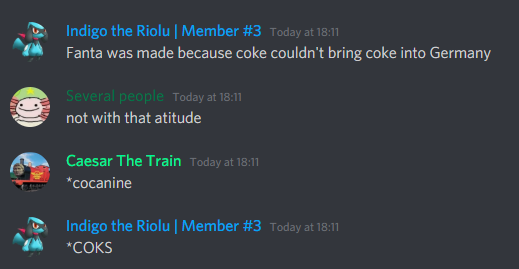 Indigo the Riolu | Member #3 Today at 18:11
Fanta was made because coke couldn't bring coke into Germany
Several people Today at 18:11
not with that atitude
Caesar The Train Today at 18:11
*cocanine
Indigo the Riolu | Member #3 Today at 18:11
*COKS